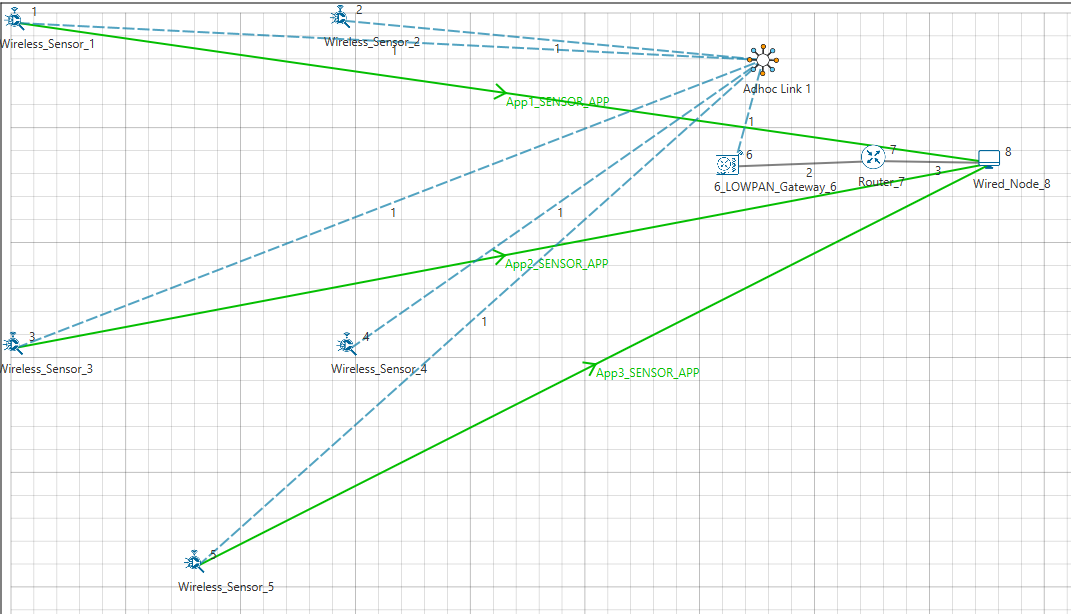 1
2
Wireless_Sensor_1
Wireless_Sensor_2
1
1
Adhoc Link 1
App1_SENSOR_APP
1
6
7
8
2
3
6_LOWPAN_Gateway_6
Router_7
Wired_Node_8
1
1
App2_SENSOR_APP
1
3
4
Wireless_Sensor_3
Wireless_Sensor_4
App3_SENSOR_APP
5
Wireless_Sensor_5